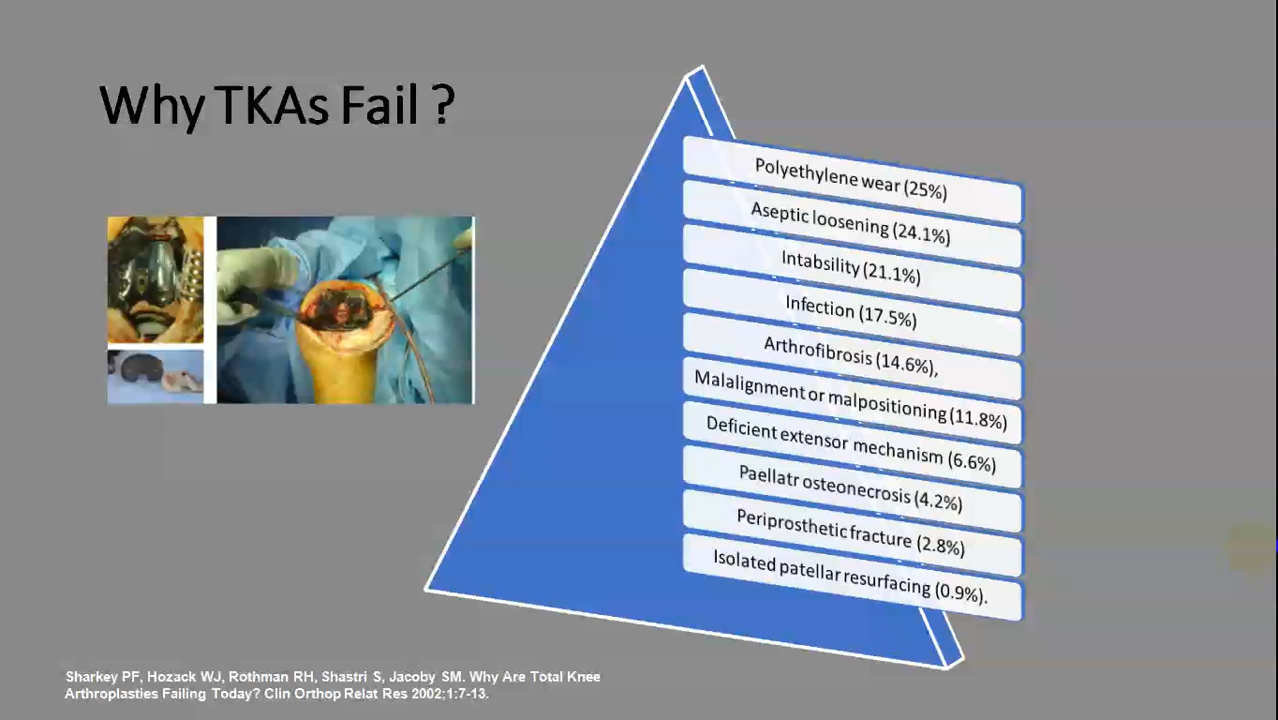 Why TKAs Fail ?
Polyethylene wear (25%)
Aseptic loosening (24.1%)
Intabsility (21.1%)
Infection (17.5%)
Arthrofibrosis (14.6%),
Malalignment or malpositioning (11.8%)
Deficient extensor mechanism (6.6%)
Paellatr osteonecrosis (4.2%)
Periprosthetic fracture (2.8%)
Isolated patellar resurfacing (0.9%).
Sharkey PF, Hozack WJ, Rothman RH, Shastri S, Jacoby SM. Why Are Total Knee
Arthroplasties Failing Today? Clin Orthop Relat Res 2002;1:7-13.